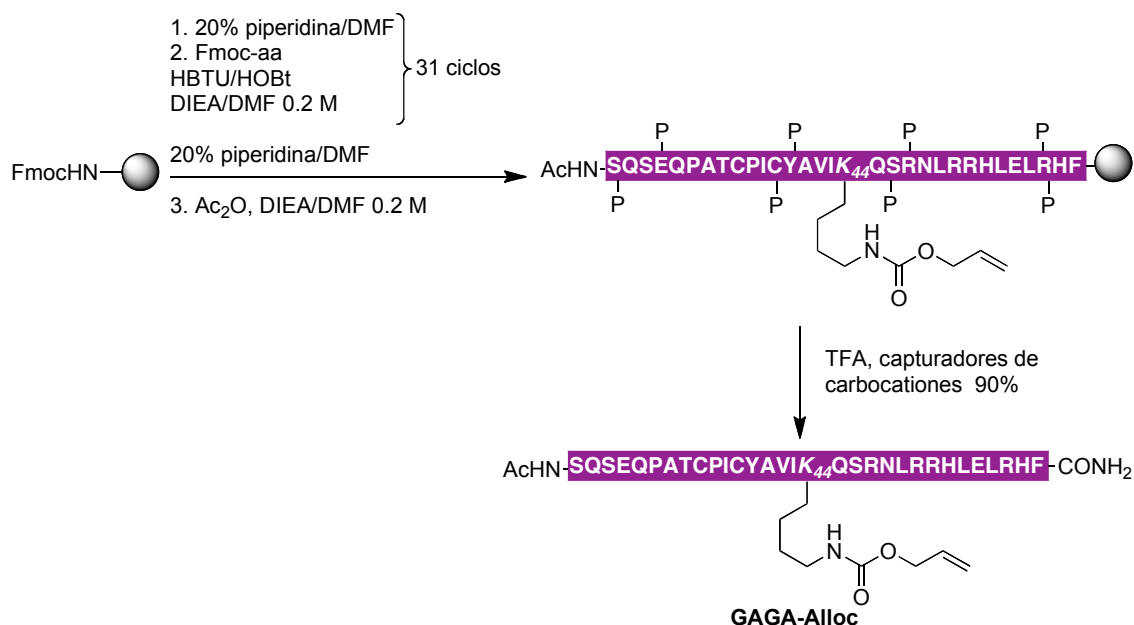 1. 20% piperidina/DMF
2. Fmoc-aa
HBTU/HOBt
DIEA/DMF 0.2 M
31 ciclos
FmocHN
20% piperidina/DMF
3. Ac2O, DIEA/DMF 0.2 M
P P P P
AcHN SQSEQPATCPICYAVIK44QSRNLRRHLELRHF
P P P P
H
N O
O
TFA, capturadores de
carbocationes 90%
AcHN SQSEQPATCPICYAVIK44QSRNLRRHLELRHF CONH2
H
N O
O
GAGA-Alloc